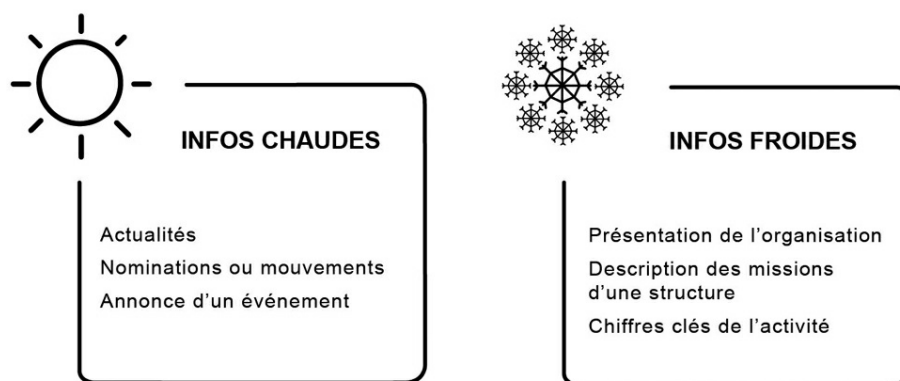 INFOS CHAUDES
Actualités
Nominations ou mouvements
Annonce d’un événement
INFOS FROIDES
Présentation de l’organisation
Description des missions
d’une structure
Chiffres clés de l’activité